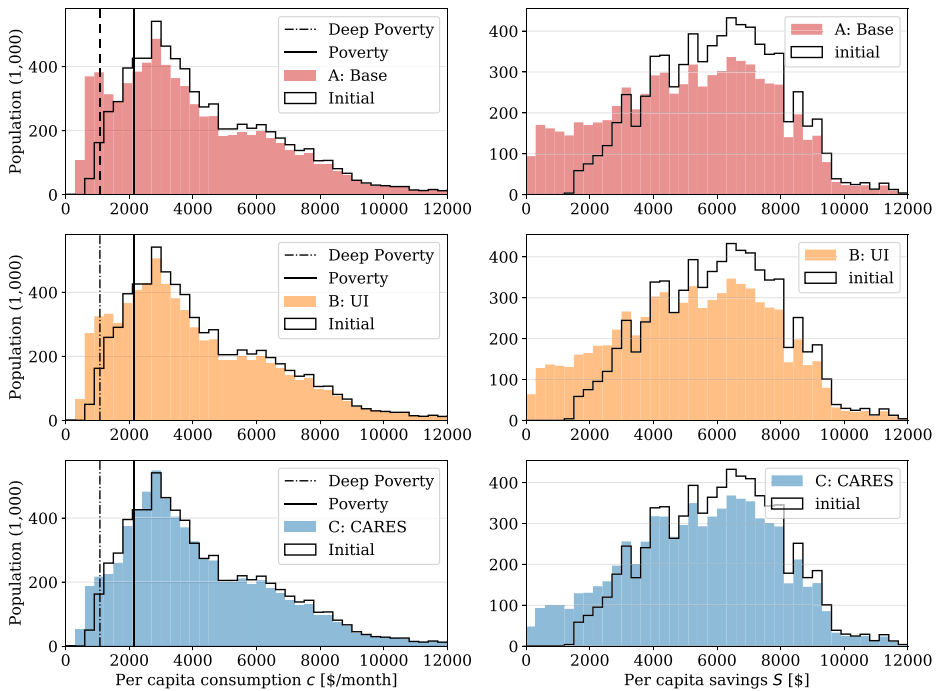 Population (1,000)
400
200
0
0 2000 4000 6000 8000 10000 12000
Deep Poverty
Poverty
A: Base
Initial
400
300
200
100
0
0 2000 4000 6000 8000 10000 12000
A: Base
initial
Population (1,000)
400
200
0
0 2000 4000 6000 8000 10000 12000
Deep Poverty
Poverty
B: UI
Initial
400
300
200
100
0
0 2000 4000 6000 8000 10000 12000
B: UI
initial
Population (1,000)
400
200
0
0 2000 4000 6000 8000 10000 12000
Per capita consumption c [$/month]
Deep Poverty
Poverty
C: CARES
Initial
400
300
200
100
0
0 2000 4000 6000 8000 10000 12000
Per capita savings S [$]
C: CARES
initial